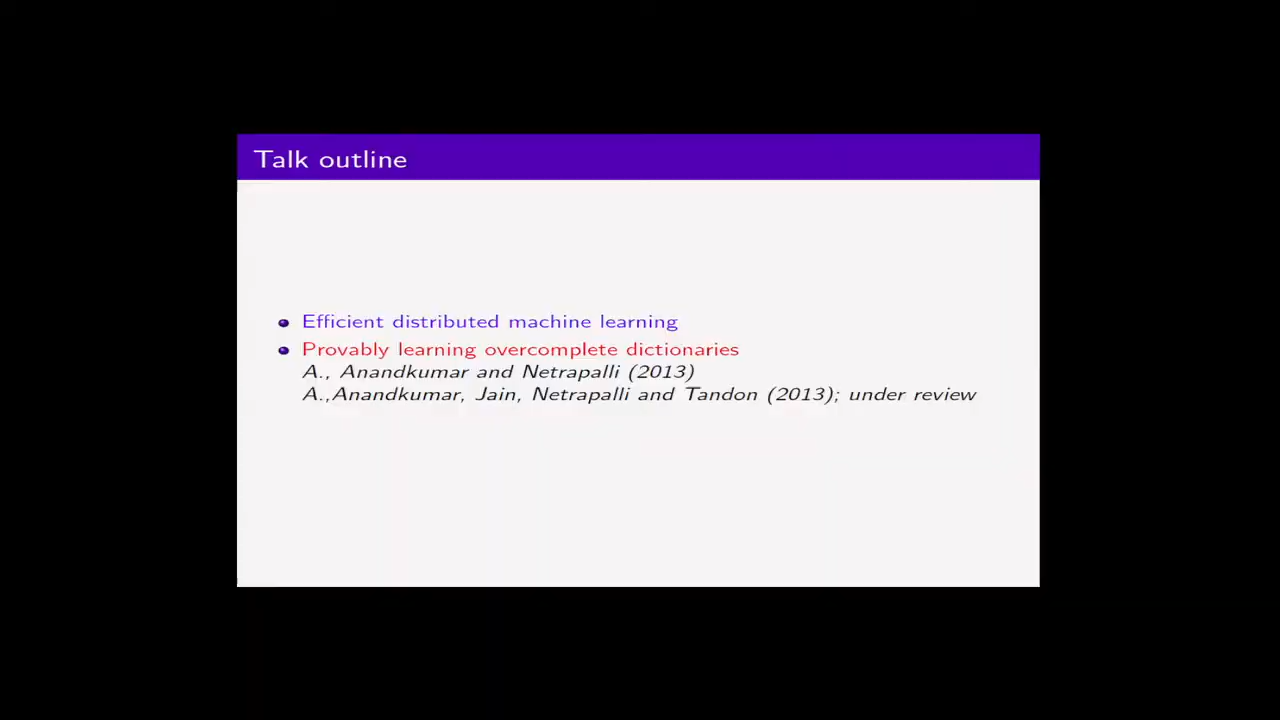 Talk outline
Efficient distributed machine learning
Provably learning overcomplete dictionaries
A., Anandkumar and Netrapalli (2013)
A.,Anandkumar, Jain, Netrapalli and Tandon (2013); under review